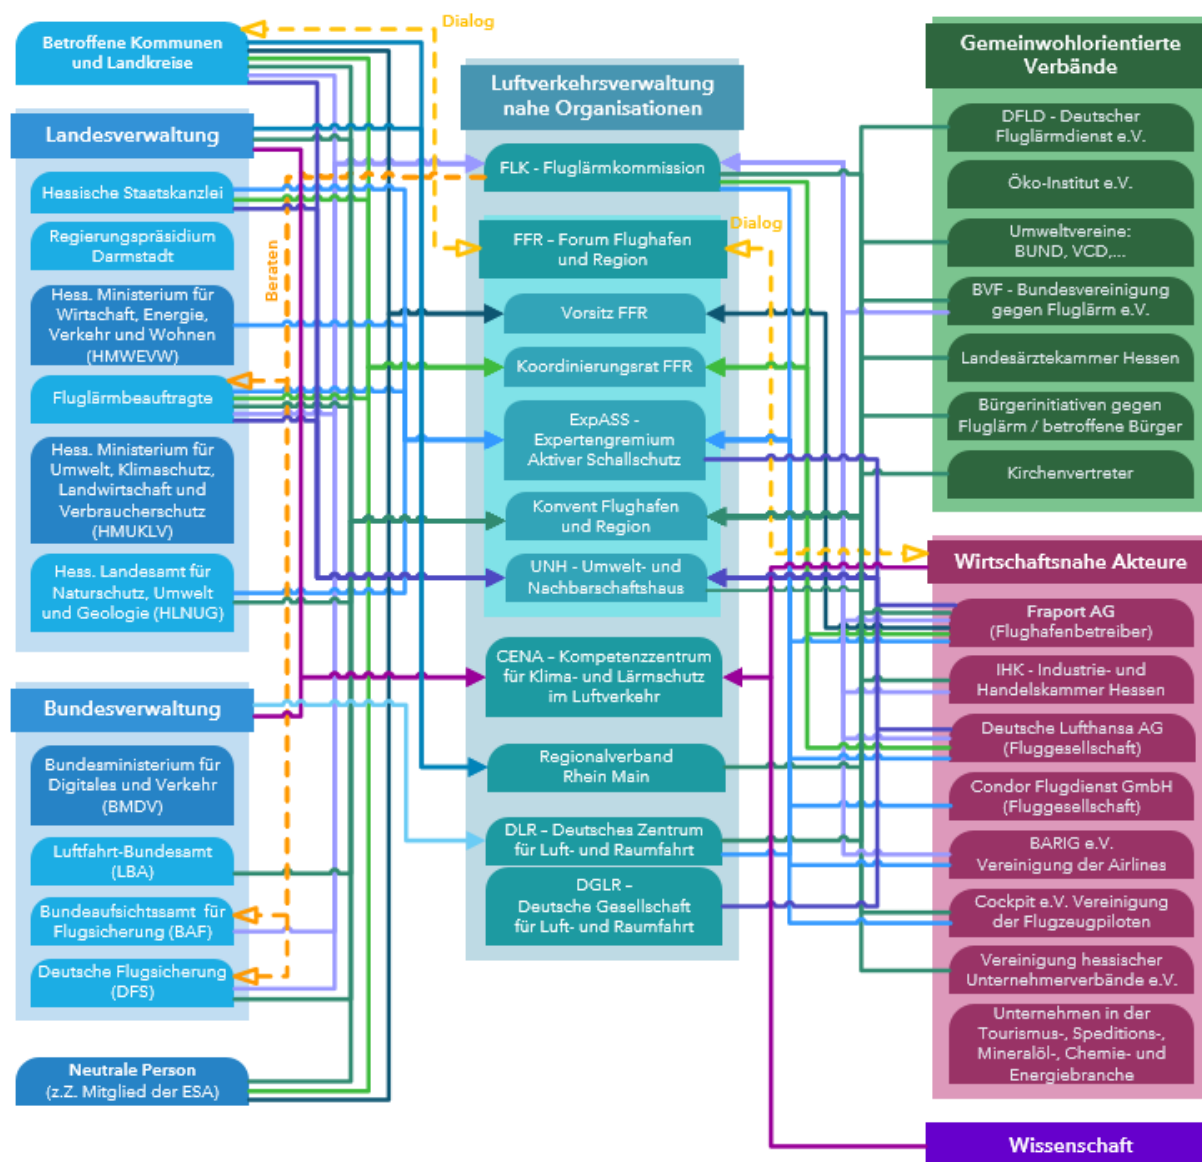 Dialog
Betroffene Kommunen
und Landkreise
Landesverwaltung
Hessische Staatskanzlei
Regierungspräsidium
Darmstadt
Hess. Ministerium für
Wirtschaft, Energie,
Verkehr und Wohnen
(HMWEVW)
Fluglärmbeauftragte
Hess. Ministerium für
Umwelt, Klimaschutz,
Landwirtschaft und
Verbraucherschutz
(HMUKLV)
Hess. Landesamt für
Naturschutz, Umwelt
und Geologie (HLNUG)
Beraten
Bundesverwaltung
Bundesministerium für
Digitales und Verkehr
(BMDV)
Luftfahrt-Bundesamt
(LBA)
Bundeaufsichtssamt für
Flugsicherung (BAF)
Deutsche Flugsicherung
(DFS)
Neutrale Person
(z.Z. Mitglied der ESA)
Luftverkehrsverwaltung
nahe Organisationen
FLK - Fluglärmkommission
Dialog
FFR – Forum Flughafen
und Region
Vorsitz FFR
Koordinierungsrat FFR
ExpASS -
Expertengremium
Aktiver Schallschutz
Konvent Flughafen
und Region
UNH - Umwelt- und
Nachbarschaftshaus
CENA – Kompetenzzentrum
für Klima- und Lärmschutz
im Luftverkehr
Regionalverband
Rhein Main
DLR – Deutsches Zentrum
für Luft- und Raumfahrt
DGLR –
Deutsche Gesellschaft
für Luft- und Raumfahrt
Gemeinwohlorientierte
Verbände
DFLD - Deutscher
Fluglärmdienst e.V.
Öko-Institut e.V.
Umweltvereine:
BUND, VCD,...
BVF - Bundesvereinigung
gegen Fluglärm e.V.
Landesärztekammer Hessen
Bürgerinitiativen gegen
Fluglärm / betroffene Bürger
Kirchenvertreter
Wirtschaftsnahe Akteure
Fraport AG
(Flughafenbetreiber)
IHK - Industrie- und
Handelskammer Hessen
Deutsche Lufthansa AG
(Fluggesellschaft)
Condor Flugdienst GmbH
(Fluggesellschaft)
BARIG e.V.
Vereinigung der Airlines
Cockpit e.V. Vereinigung
der Flugzeugpiloten
Vereinigung hessischer
Unternehmerverbände e.V.
Unternehmen in der
Tourismus-, Speditions-,
Mineralöl-, Chemie- und
Energiebranche
Wissenschaft